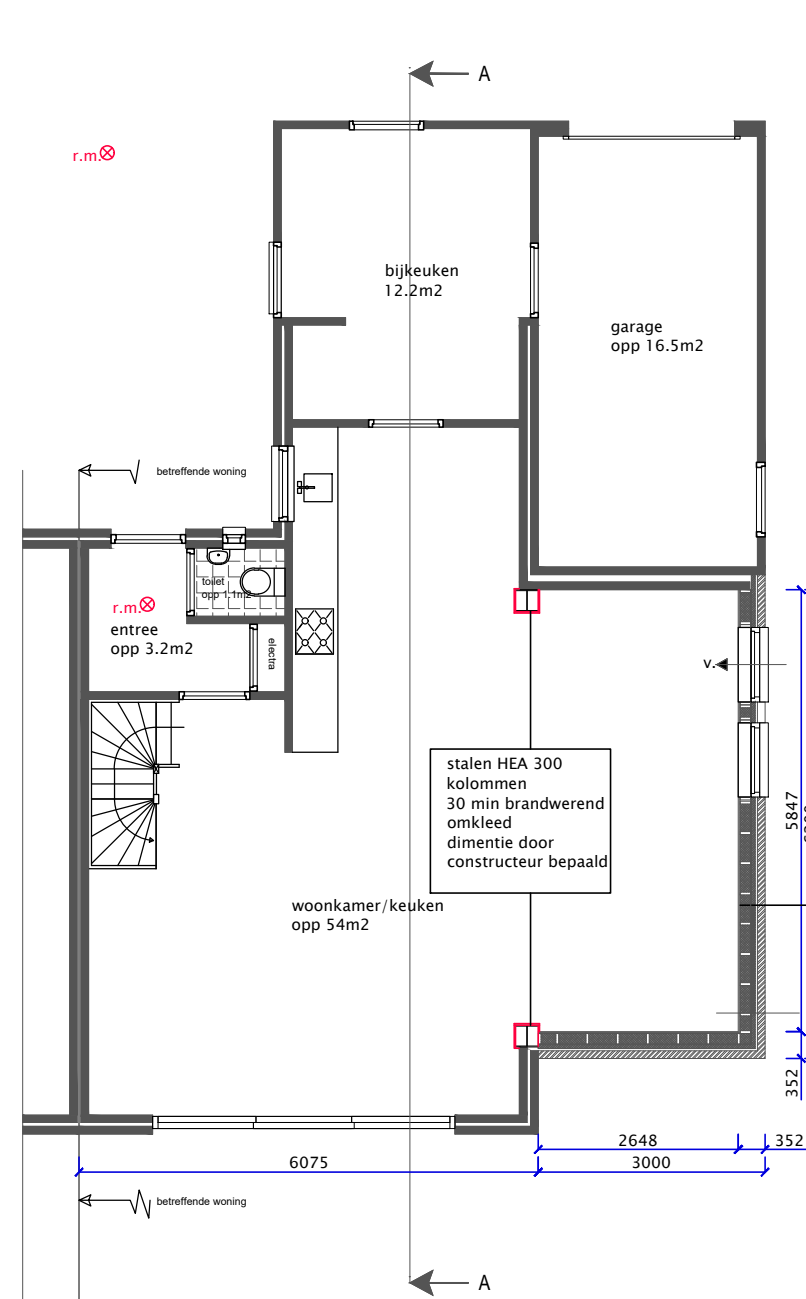 A
r.m.
bijkeuken
12.2m2
garage
opp 16.5m2
betreffende woning
toilet
opp 1.1m2
r.m.
entree
opp 3.2m2
electra
v.
stalen HEA 300
kolommen
30 min brandwerend
omkleed
dimentie door
constructeur bepaald
5847
woonkamer/keuken
opp 54m2
352
2648
352
6075
3000
betreffende woning
A